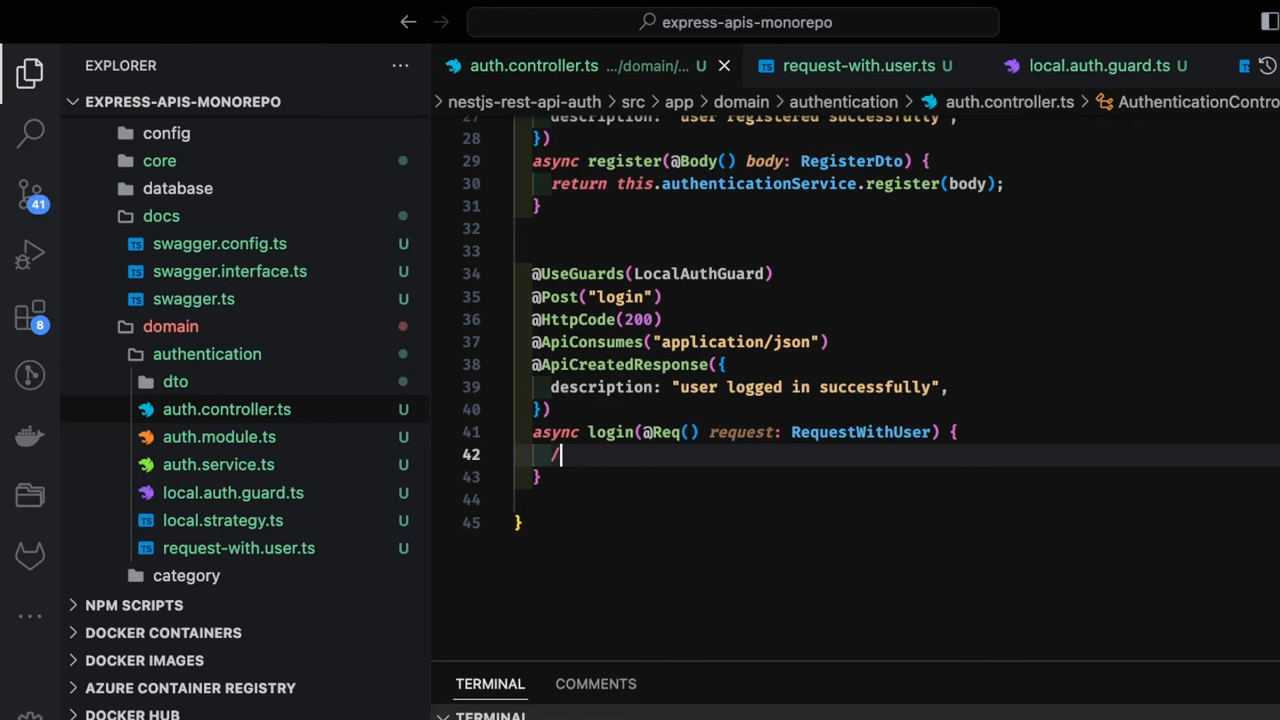 express-apis-monorepo
EXPLORER
auth.controller.ts …/domain/... U
request-with.user.ts U
local.auth.guard.ts U
EXPRESS-APIS-MONOREPO
nestjs-rest-api-auth > src > app > domain > authentication > auth.controller.ts > AuthenticationContro
config
core
database
docs
swagger.config.ts U
swagger.interface.ts U
swagger.ts U
domain
authentication
dto
auth.controller.ts U
auth.module.ts U
auth.service.ts U
local.auth.guard.ts U
local.strategy.ts U
request-with.user.ts U
category
NPM SCRIPTS
DOCKER CONTAINERS
DOCKER IMAGES
AZURE CONTAINER REGISTRY
DOCKER HUB
41
8
27 description: "user registered successfully",
28 })
29 async register(@Body() body: RegisterDto) {
30 return this.authenticationService.register(body);
31 }
32
33
34 @UseGuards(LocalAuthGuard)
35 @Post("login")
36 @HttpCode(200)
37 @ApiConsumes("application/json")
38 @ApiCreatedResponse({
39 description: "user logged in successfully",
40 })
41 async login(@Req() request: RequestWithUser) {
42 /
43 }
44
45 }
TERMINAL COMMENTS
TERMINAL